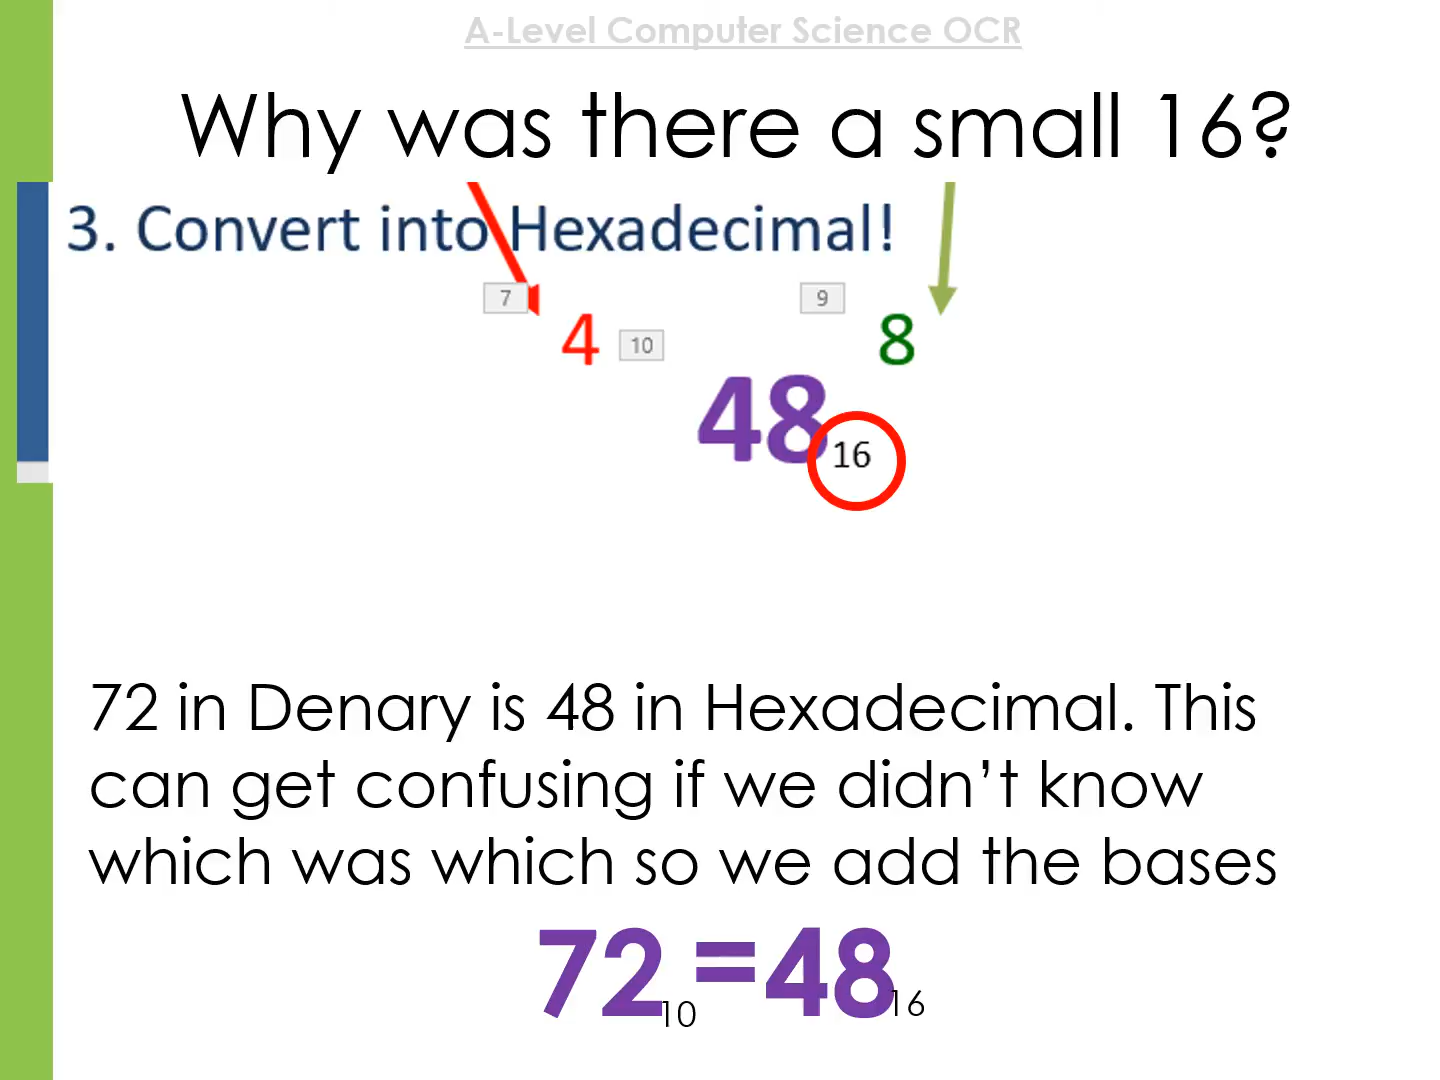 A-Level Computer Science OCR
Why was there a small 16?
3. Convert into Hexadecimal!
7
9
4
10
8
48
16
72 in Denary is 48 in Hexadecimal. This
can get confusing if we didn’t know
which was which so we add the bases
72 10 =48 16